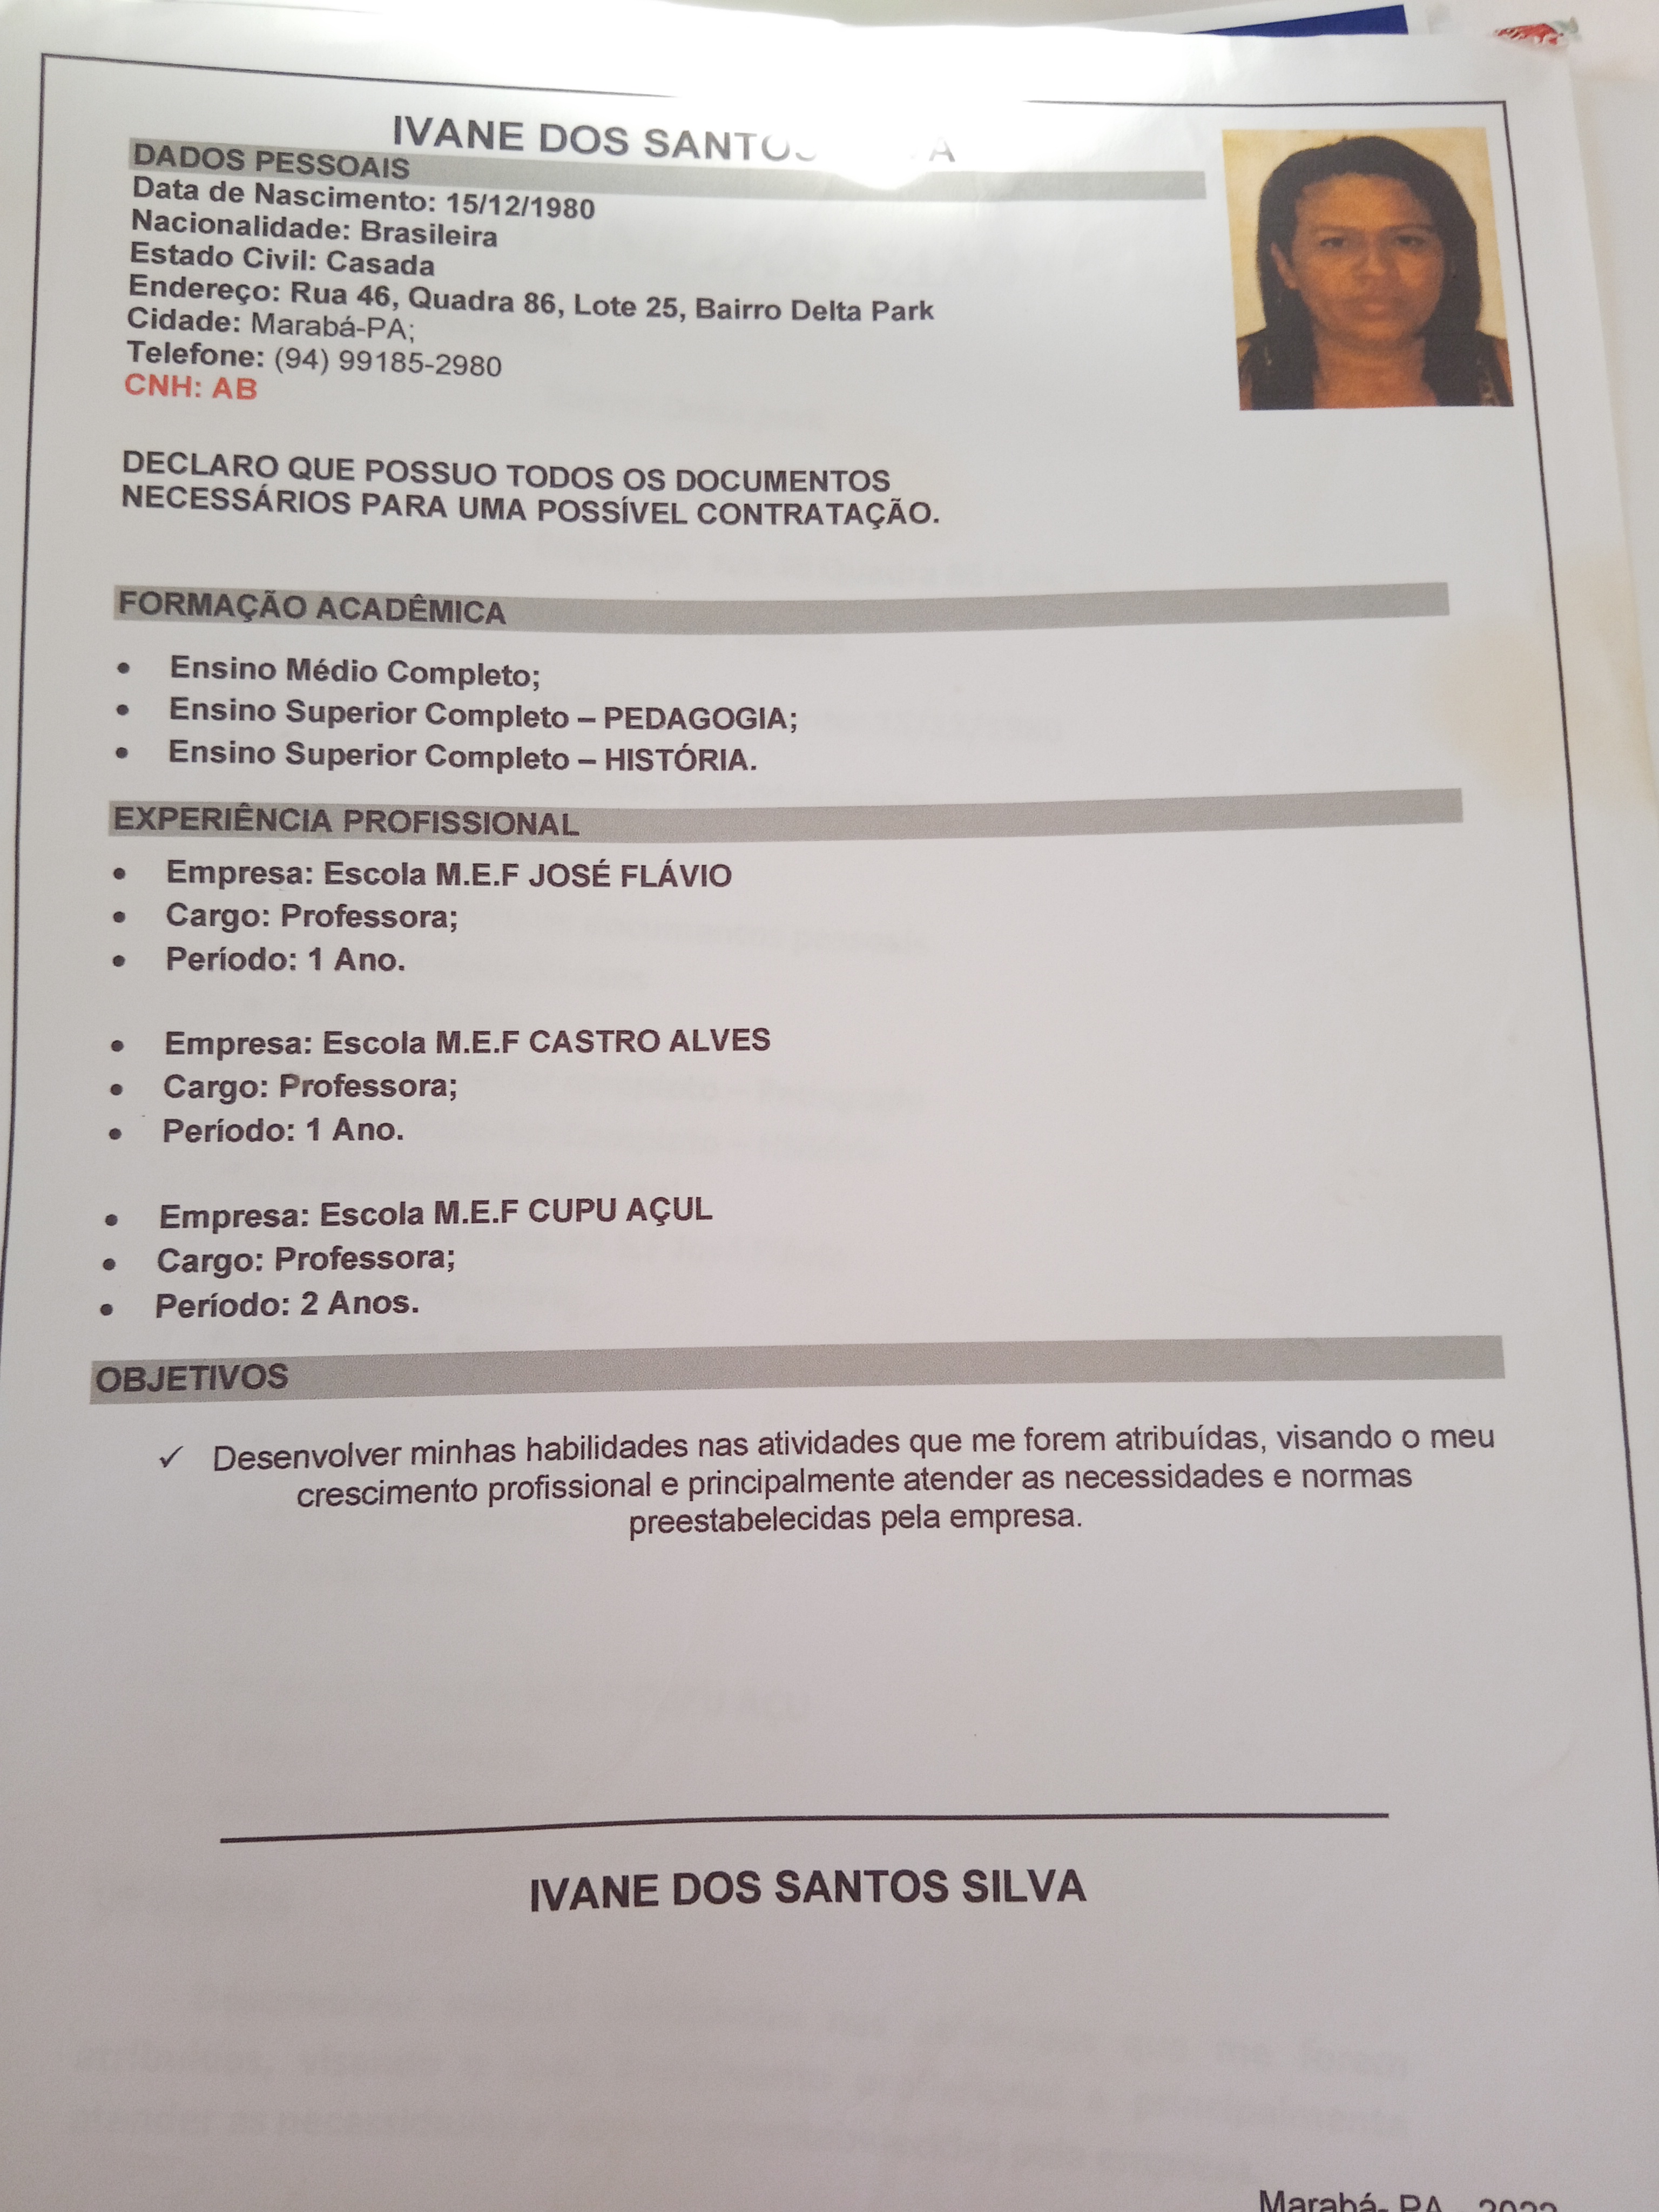 IVANE DOS SANTOS
DADOS PESSOAIS
Data de Nascimento: 15/12/1980
Nacionalidade: Brasileira
Estado Civil: Casada
Endereço: Rua 46, Quadra 86, Lote 25, Bairro Delta Park
Cidade: Marabá-PA;
Telefone: (94) 99185-2980
CNH: AB
DECLARO QUE POSSUO TODOS OS DOCUMENTOS
NECESSÁRIOS PARA UMA POSSÍVEL CONTRATAÇÃO.
FORMAÇÃO ACADÊMICA
• Ensino Médio Completo;
• Ensino Superior Completo – PEDAGOGIA;
• Ensino Superior Completo – HISTÓRIA.
EXPERIÊNCIA PROFISSIONAL
• Empresa: Escola M.E.F JOSÉ FLÁVIO
• Cargo: Professora;
• Período: 1 Ano.
• Empresa: Escola M.E.F CASTRO ALVES
• Cargo: Professora;
• Período: 1 Ano.
• Empresa: Escola M.E.F CUPU AÇUL
• Cargo: Professora;
• Período: 2 Anos.
OBJETIVOS
✓ Desenvolver minhas habilidades nas atividades que me forem atribuídas, visando o meu
crescimento profissional e principalmente atender as necessidades e normas
preestabelecidas pela empresa.
IVANE DOS SANTOS SILVA
Marabá- PA